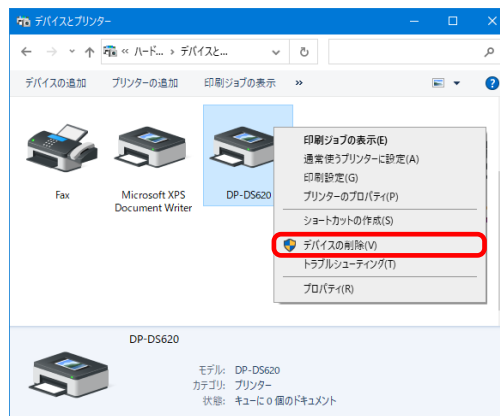 デバイスとプリンター
« ハード... › デバイスと...
デバイスの追加 プリンターの追加 印刷ジョブの表示 »
Fax
Microsoft XPS
Document Writer
DP-DS620
印刷ジョブの表示(E)
通常使うプリンターに設定(A)
印刷設定(G)
プリンターのプロパティ(P)
ショートカットの作成(S)
デバイスの削除(V)
トラブルシューティング(T)
プロパティ(R)
DP-DS620
モデル: DP-DS620
カテゴリ: プリンター
状態: キューに 0 個のドキュメント